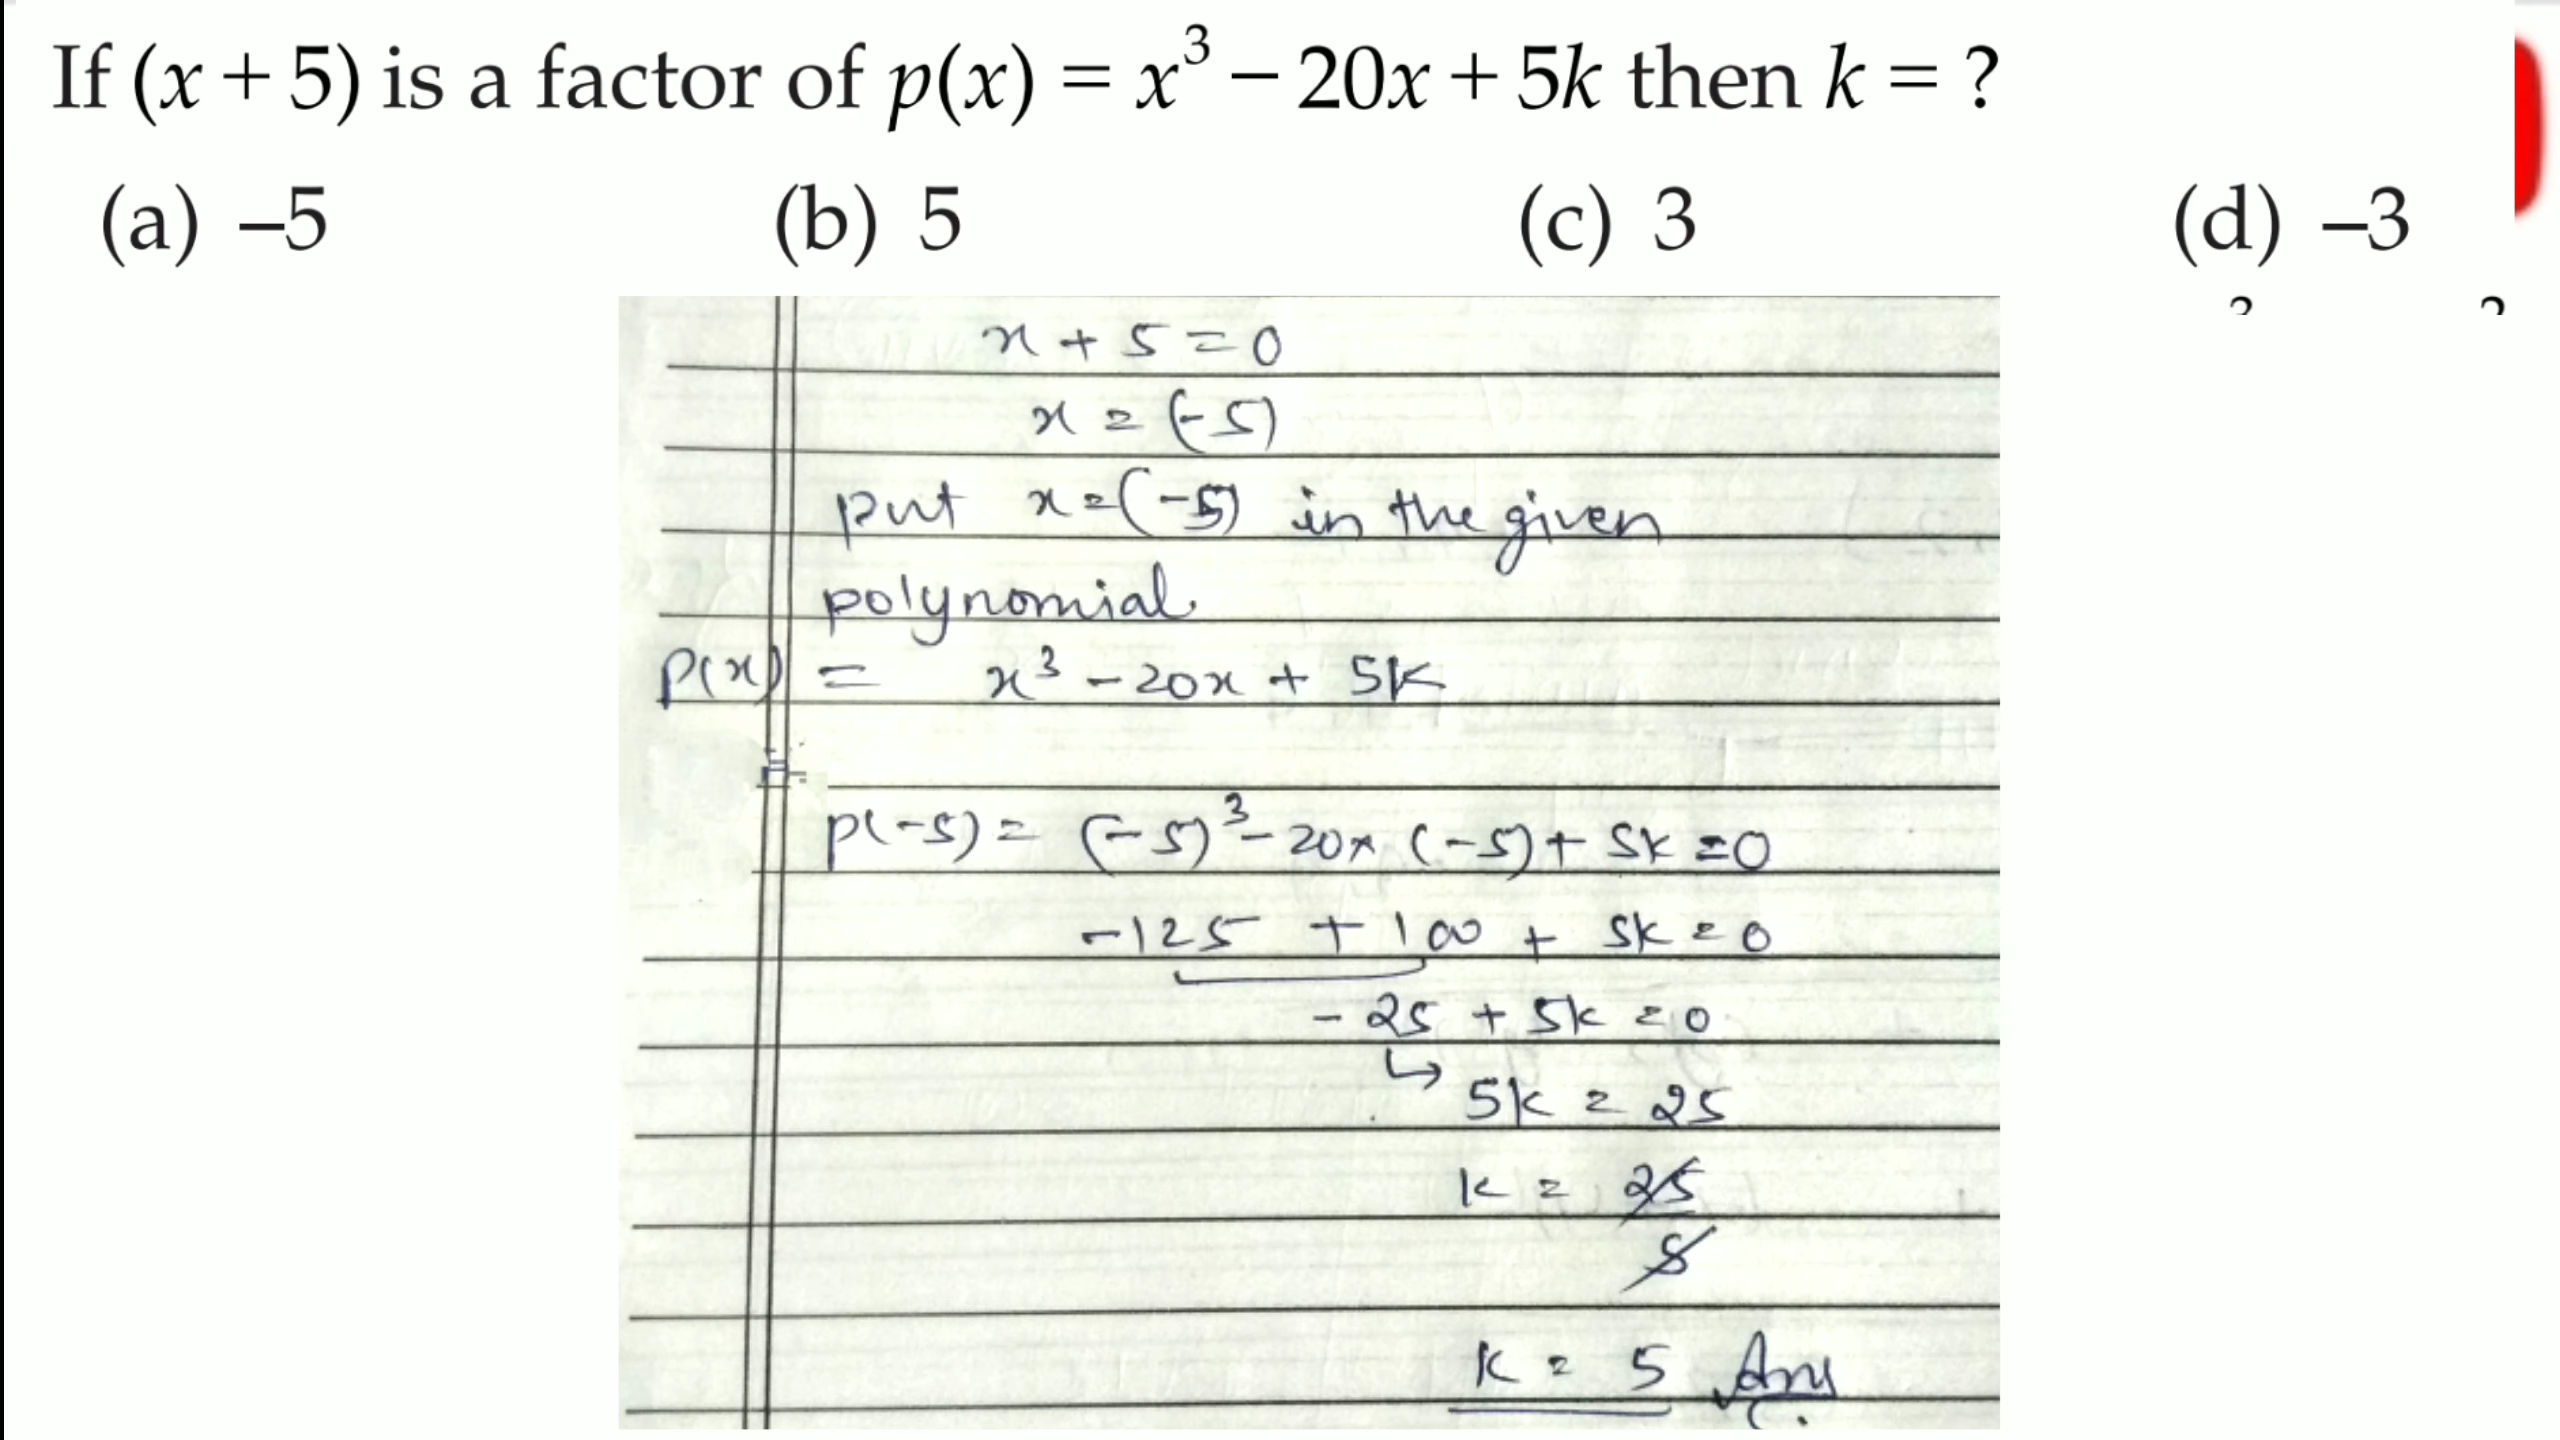 If (x + 5) is a factor of p(x) = x³ – 20x + 5k then k = ?
(a) –5 (b) 5 (c) 3 (d) –3
x + 5 = 0
x = (-5)
put x = (-5) in the given
polynomial.
P(x) = x³ - 20x + 5K
p(-5) = (-5)³ - 20x (-5) + 5k = 0
-125 + 100 + 5k = 0
- 25 + 5k = 0
↳ 5k = 25
k = 25
5
K = 5 Ans